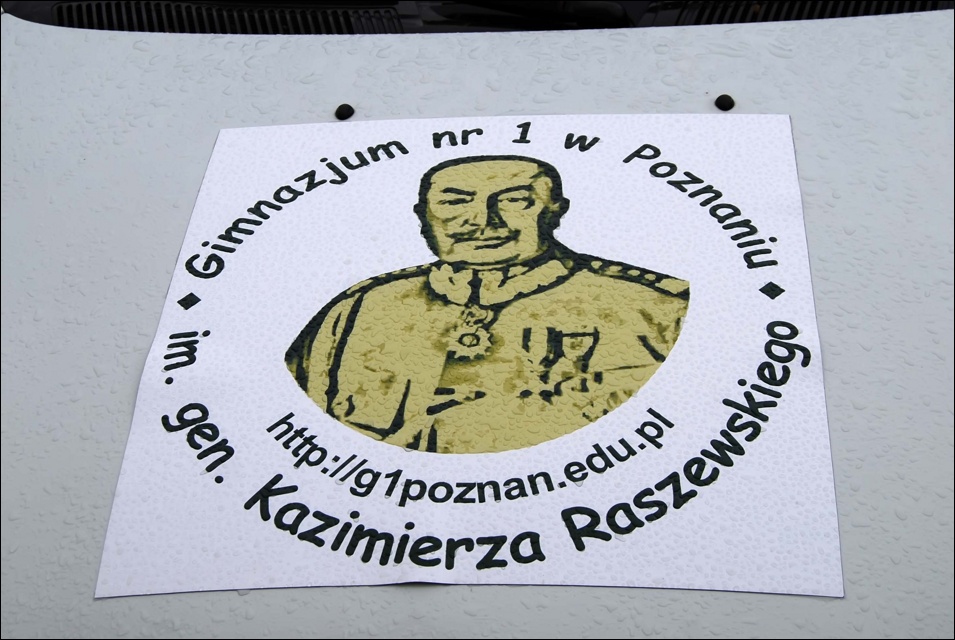 Gimnazjum nr 1 w Poznaniu
im. gen. Kazimierza Raszewskiego
http://g1poznan.edu.pl